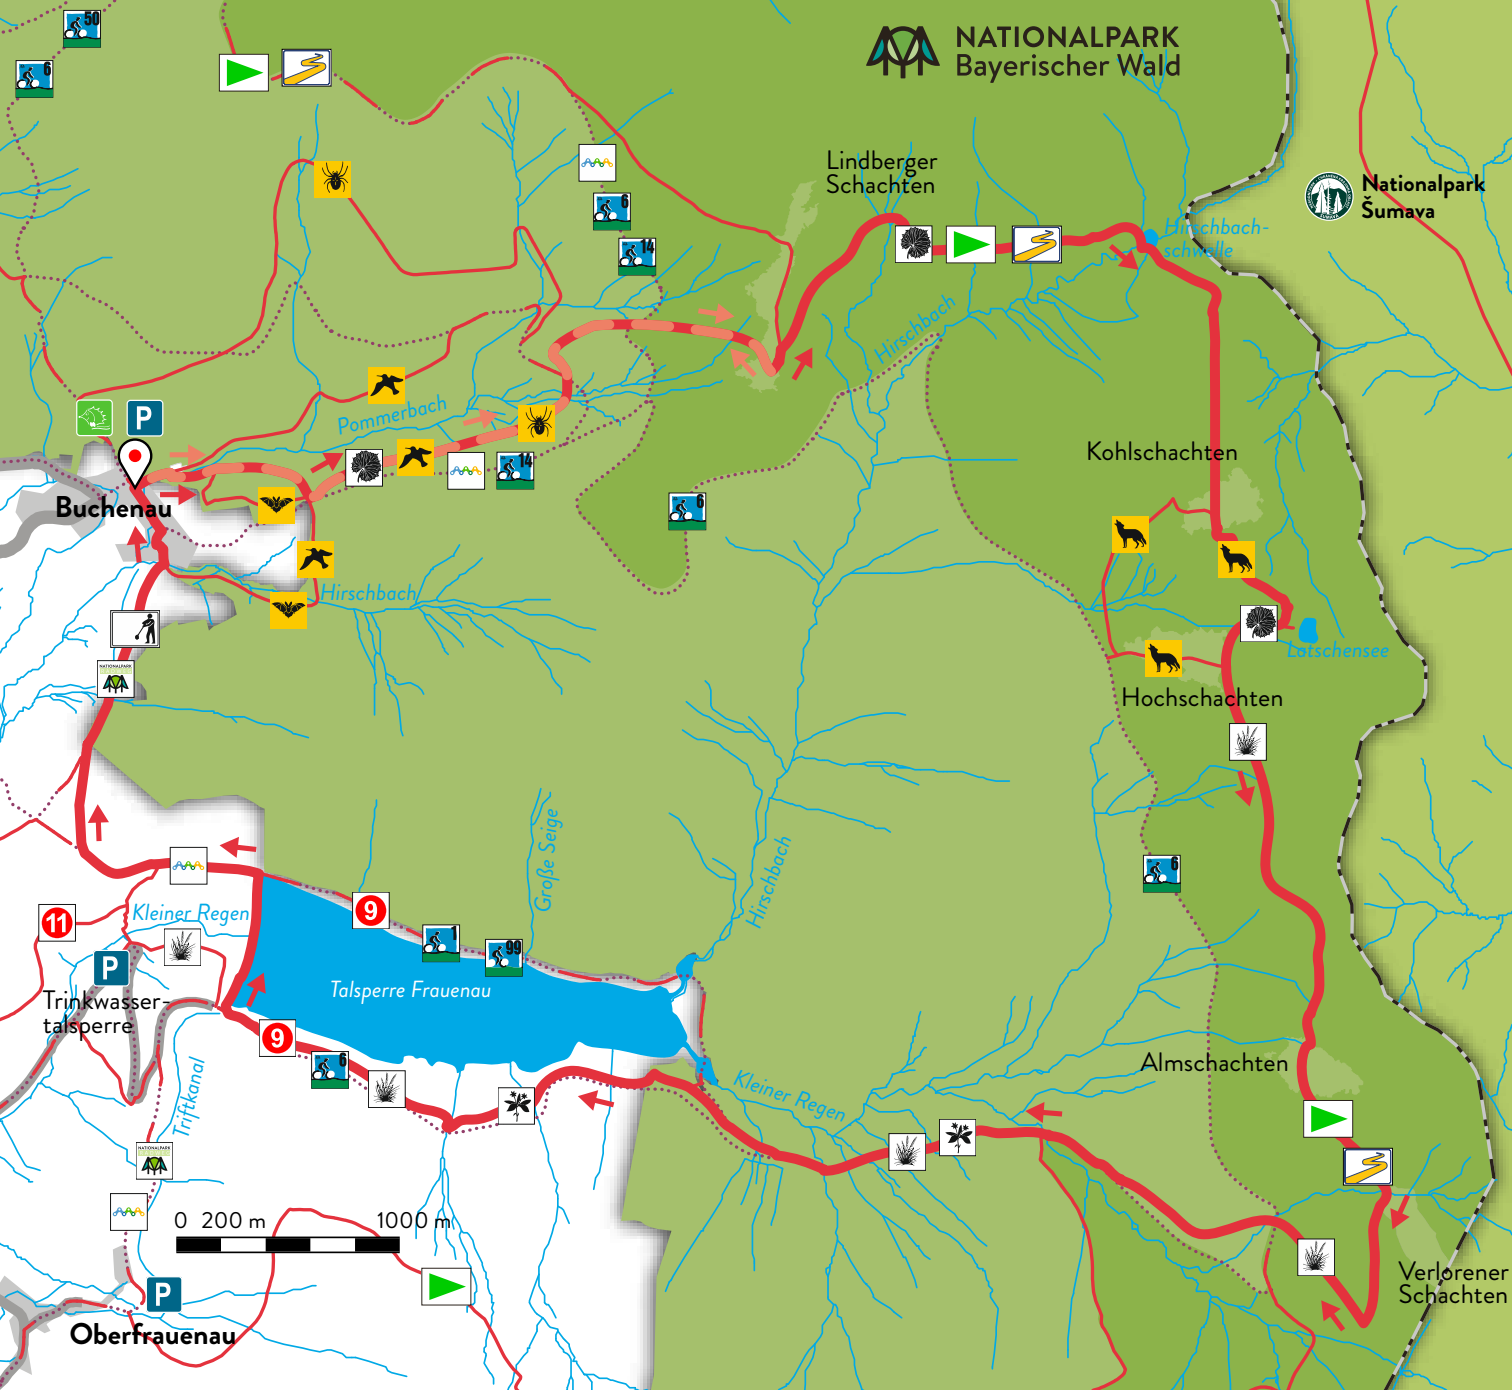 50
6
NATIONALPARK
Bayerischer Wald
Lindberger
Schachten
Nationalpark
Šumava
6
14
Hirschbach-
schwelle
Hirschbach
Pommerbach
P
Kohlschachten
14
6
Buchenau
Hirschbach
Latschensee
NATIONALPARK
Hochschachten
Große Seige
Hirschbach
6
9
11
Kleiner Regen
1
99
P
Talsperre Frauenau
Trinkwasser-
talsperre
9
6
Almschachten
Kleiner Regen
Triftkanal
NATIONALPARK
0 200 m 1000 m
P
Verlorener
Schachten
Oberfrauenau